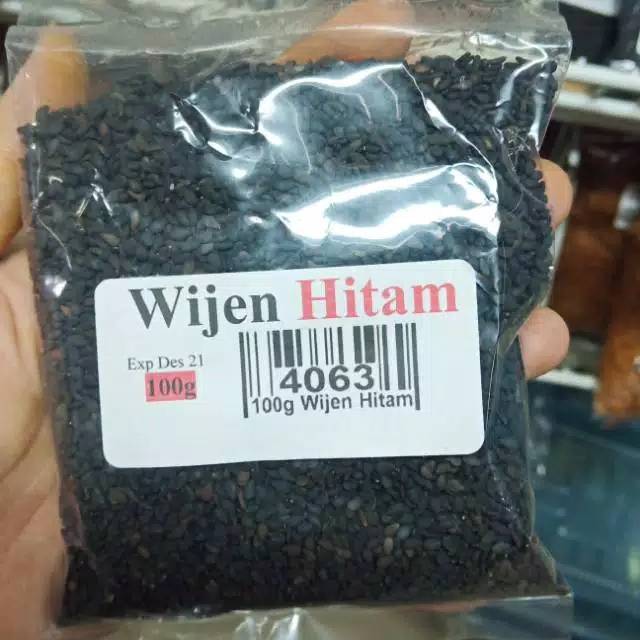 Wijen Hitam
Exp Des 21
100g
4063
100g Wijen Hitam